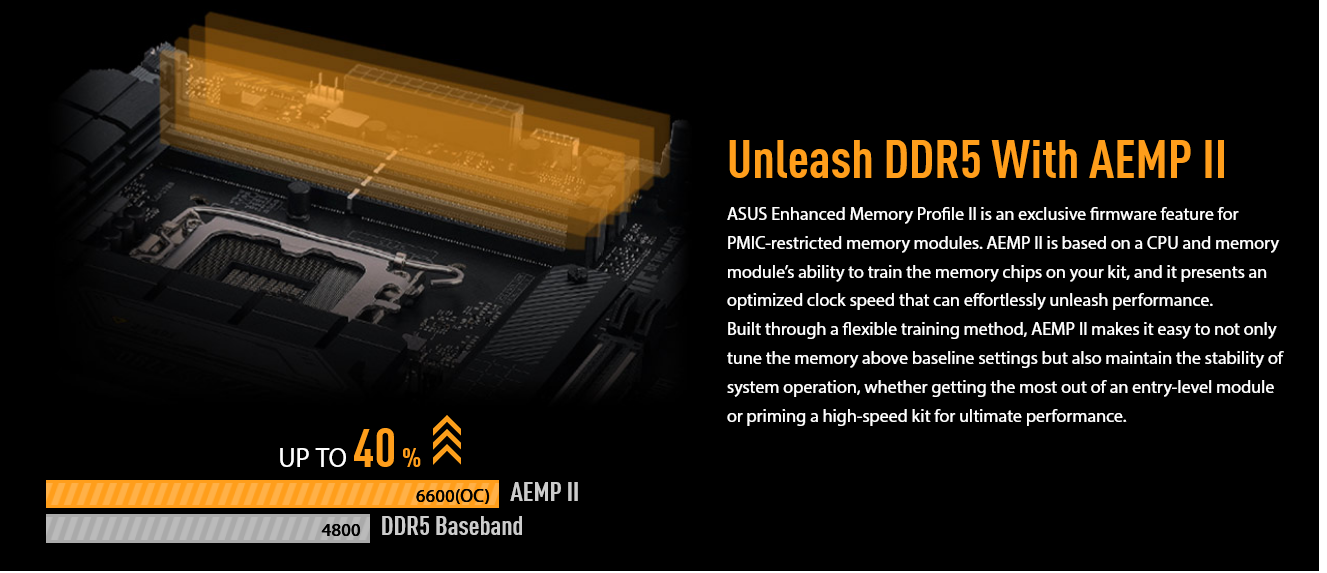 Unleash DDR5 With AEMP II
ASUS Enhanced Memory Profile II is an exclusive firmware feature for
PMIC-restricted memory modules. AEMP II is based on a CPU and memory
module’s ability to train the memory chips on your kit, and it presents an
optimized clock speed that can effortlessly unleash performance.
Built through a flexible training method, AEMP II makes it easy to not only
tune the memory above baseline settings but also maintain the stability of
system operation, whether getting the most out of an entry-level module
or priming a high-speed kit for ultimate performance.
UP TO 40 %
6600(OC) AEMP II
4800 DDR5 Baseband